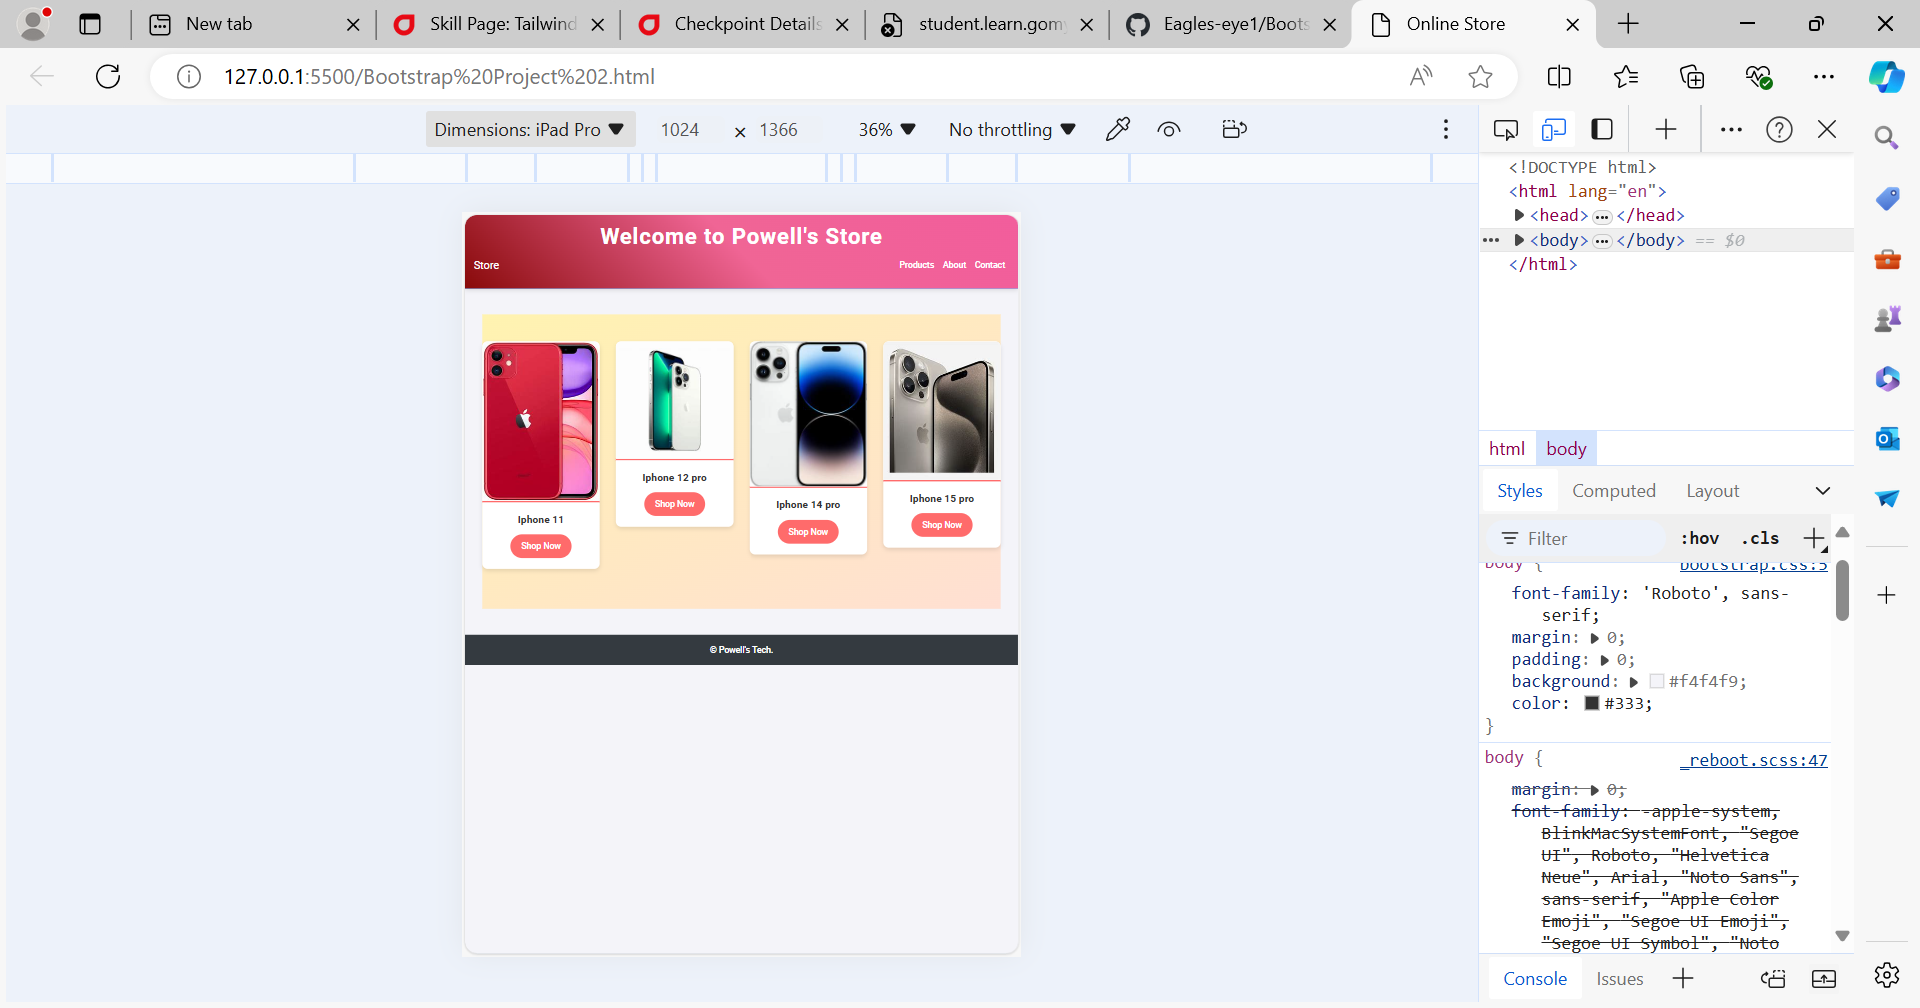 New tab
Skill Page: Tailwind
Checkpoint Details
student.learn.gomy
Eagles-eye1/Boots
Online Store
127.0.0.1:5500/Bootstrap%20Project%202.html
Dimensions: iPad Pro 1024 × 1366 36% No throttling
<!DOCTYPE html>
<html lang="en">
<head> ••• </head>
••• <body> ••• </body> == $0
</html>
Welcome to Powell's Store
Store Products About Contact
Iphone 11
Shop Now
Iphone 12 pro
Shop Now
Iphone 14 pro
Shop Now
Iphone 15 pro
Shop Now
© Powell's Tech.
html body
Styles Computed Layout
Filter :hov .cls
body { bootstrap.css:5
font-family: 'Roboto', sans-
serif;
margin: 0;
padding: 0;
background: #f4f4f9;
color: #333;
}
body { _reboot.scss:47
margin: 0;
font-family: -apple-system,
BlinkMacSystemFont, "Segoe
UI", Roboto, "Helvetica
Neue", Arial, "Noto Sans",
sans-serif, "Apple Color
Emoji", "Segoe UI Emoji",
"Segoe UI Symbol", "Noto
Console Issues